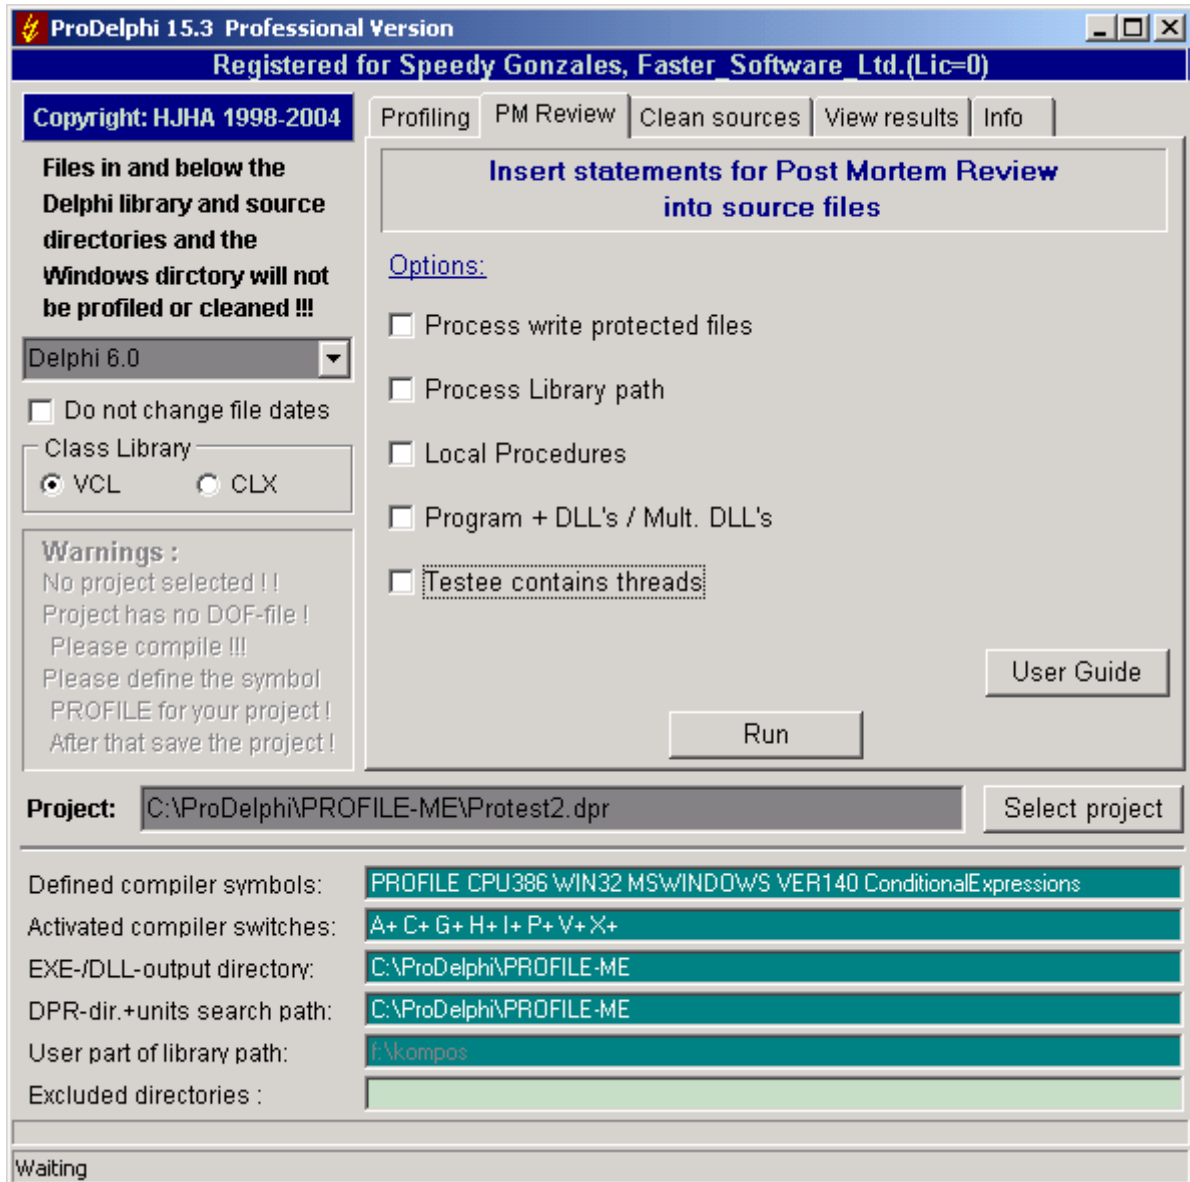 ProDelphi 15.3 Professional Version
Registered for Speedy Gonzales, Faster_Software_Ltd.(Lic=0)
Copyright: HJHA 1998-2004
Files in and below the
Delphi library and source
directories and the
Windows dirctory will not
be profiled or cleaned !!!
Delphi 6.0
Do not change file dates
Class Library
VCL CLX
Warnings :
No project selected ! !
Project has no DOF-file !
Please compile !!!
Please define the symbol
PROFILE for your project !
After that save the project !
Profiling PM Review Clean sources View results Info
Insert statements for Post Mortem Review
into source files
Options:
Process write protected files
Process Library path
Local Procedures
Program + DLL's / Mult. DLL's
Testee contains threads
User Guide
Run
Project: C:\ProDelphi\PROFILE-ME\Protest2.dpr Select project
Defined compiler symbols: PROFILE CPU386 WIN32 MSWINDOWS VER140 ConditionalExpressions
Activated compiler switches: A+ C+ G+ H+ I+ P+ V+ X+
EXE-/DLL-output directory: C:\ProDelphi\PROFILE-ME
DPR-dir.+units search path: C:\ProDelphi\PROFILE-ME
User part of library path: f:\kompos
Excluded directories :
Waiting